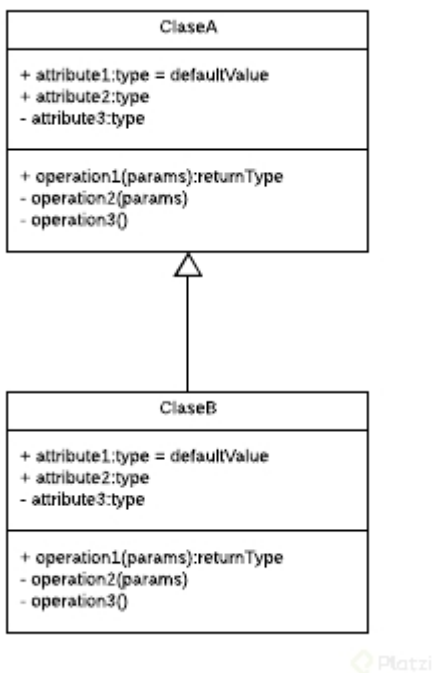 ClaseA
+ attribute1:type = defaultValue
+ attribute2:type
- attribute3:type
+ operation1(params):returnType
- operation2(params)
- operation3()
ClaseB
+ attribute1:type = defaultValue
+ attribute2:type
- attribute3:type
+ operation1(params):returnType
- operation2(params)
- operation3()
Platzi